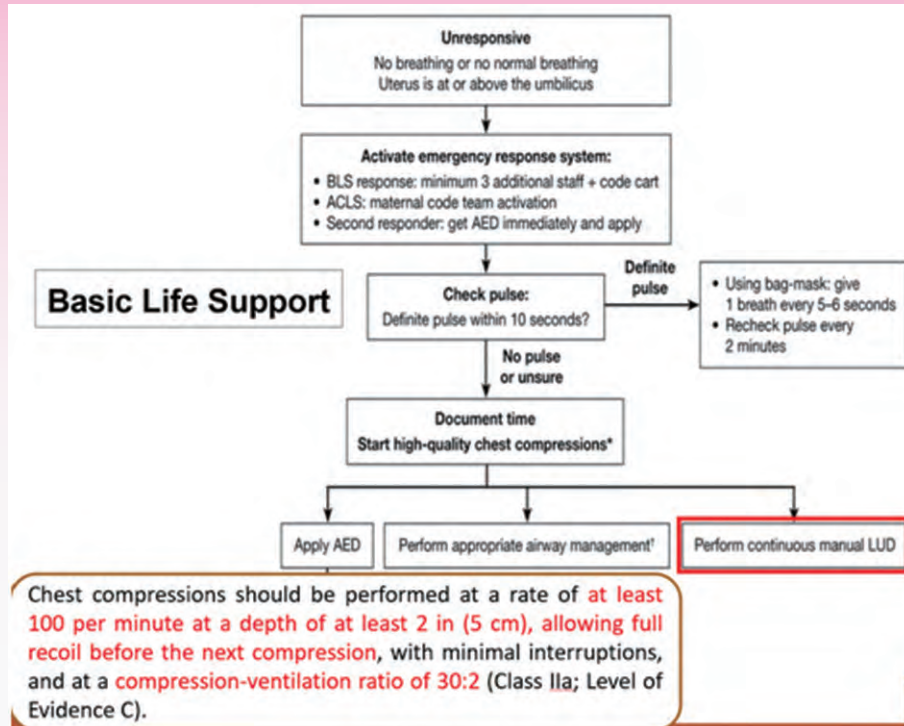 Unresponsive
No breathing or no normal breathing
Uterus is at or above the umbilicus
Activate emergency response system:
• BLS response: minimum 3 additional staff + code cart
• ACLS: maternal code team activation
• Second responder: get AED immediately and apply
Basic Life Support
Check pulse:
Definite pulse within 10 seconds?
Definite
pulse
• Using bag-mask: give
1 breath every 5–6 seconds
• Recheck pulse every
2 minutes
No pulse
or unsure
Document time
Start high-quality chest compressions*
Apply AED
Perform appropriate airway management†
Perform continuous manual LUD
Chest compressions should be performed at a rate of at least
100 per minute at a depth of at least 2 in (5 cm), allowing full
recoil before the next compression, with minimal interruptions,
and at a compression-ventilation ratio of 30:2 (Class IIa; Level of
Evidence C).